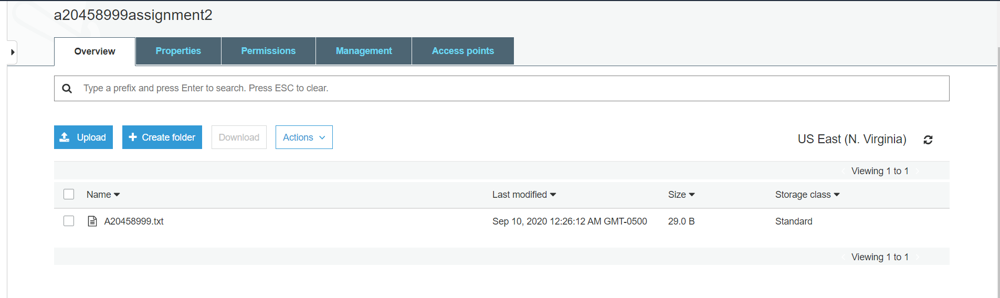 a20458999assignment2
Overview Properties Permissions Management Access points
Type a prefix and press Enter to search. Press ESC to clear.
Upload Create folder Download Actions US East (N. Virginia)
Viewing 1 to 1
Name Last modified Size Storage class
A20458999.txt Sep 10, 2020 12:26:12 AM GMT-0500 29.0 B Standard
Viewing 1 to 1